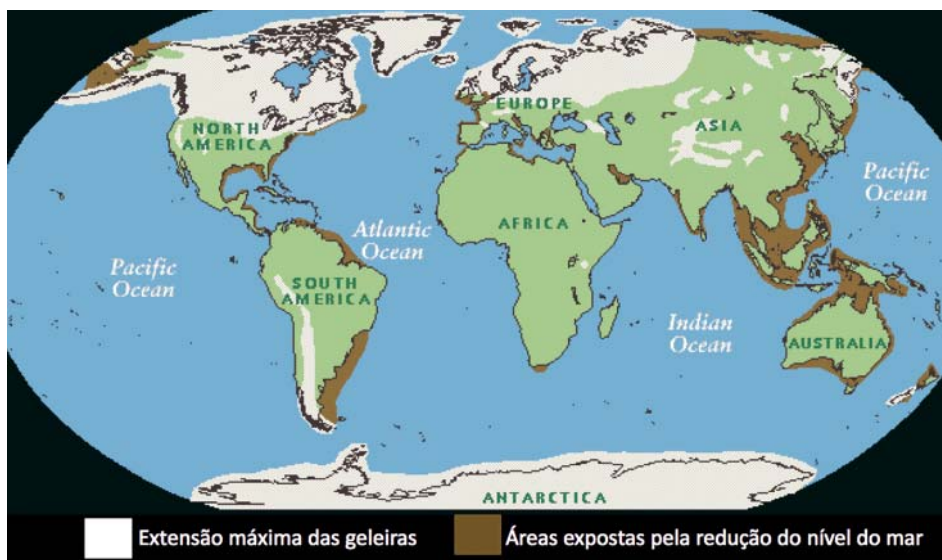 EUROPE
NORTH
AMERICA
ASIA
Pacific
Ocean
Atlantic
Ocean
AFRICA
Pacific
Ocean
SOUTH
AMERICA
Indian
Ocean
AUSTRALIA
ANTARCTICA
Extensão máxima das geleiras
Áreas expostas pela redução do nível do mar